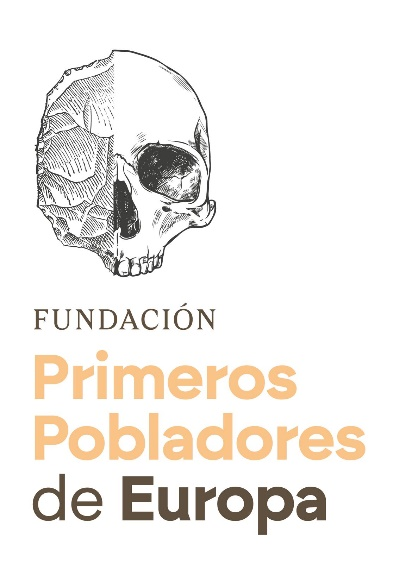 FUNDACIÓN
Primeros
Pobladores
de Europa